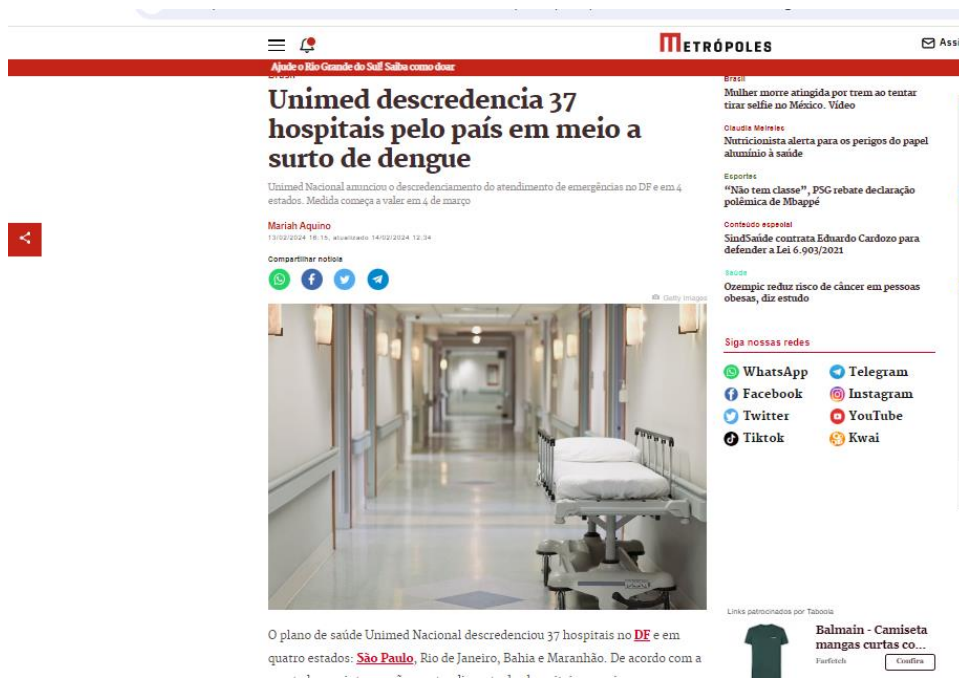 METRÓPOLES
Assi
Ajude o Rio Grande do Sul! Saiba como doar
Unimed descredencia 37
hospitais pelo país em meio a
surto de dengue
Unimed Nacional anunciou o descredenciamento do atendimento de emergências no DF e em 4
estados. Medida começa a valer em 4 de março
Mariah Aquino
13/02/2024 18:15, atualizado 14/02/2024 12:34
Compartilhar notícia
Getty Images
O plano de saúde Unimed Nacional descredenciou 37 hospitais no DF e em
quatro estados: São Paulo, Rio de Janeiro, Bahia e Maranhão. De acordo com a
Brasil
Mulher morre atingida por trem ao tentar
tirar selfie no México. Vídeo
Claudia Meireles
Nutricionista alerta para os perigos do papel
alumínio à saúde
Esportes
“Não tem classe”, PSG rebate declaração
polêmica de Mbappé
Conteúdo especial
SindSaúde contrata Eduardo Cardozo para
defender a Lei 6.903/2021
Saúde
Ozempic reduz risco de câncer em pessoas
obesas, diz estudo
Siga nossas redes
WhatsApp
Telegram
Facebook
Instagram
Twitter
YouTube
Tiktok
Kwai
Links patrocinados por Taboola
Balmain - Camiseta
mangas curtas co...
Farfetch
Confira